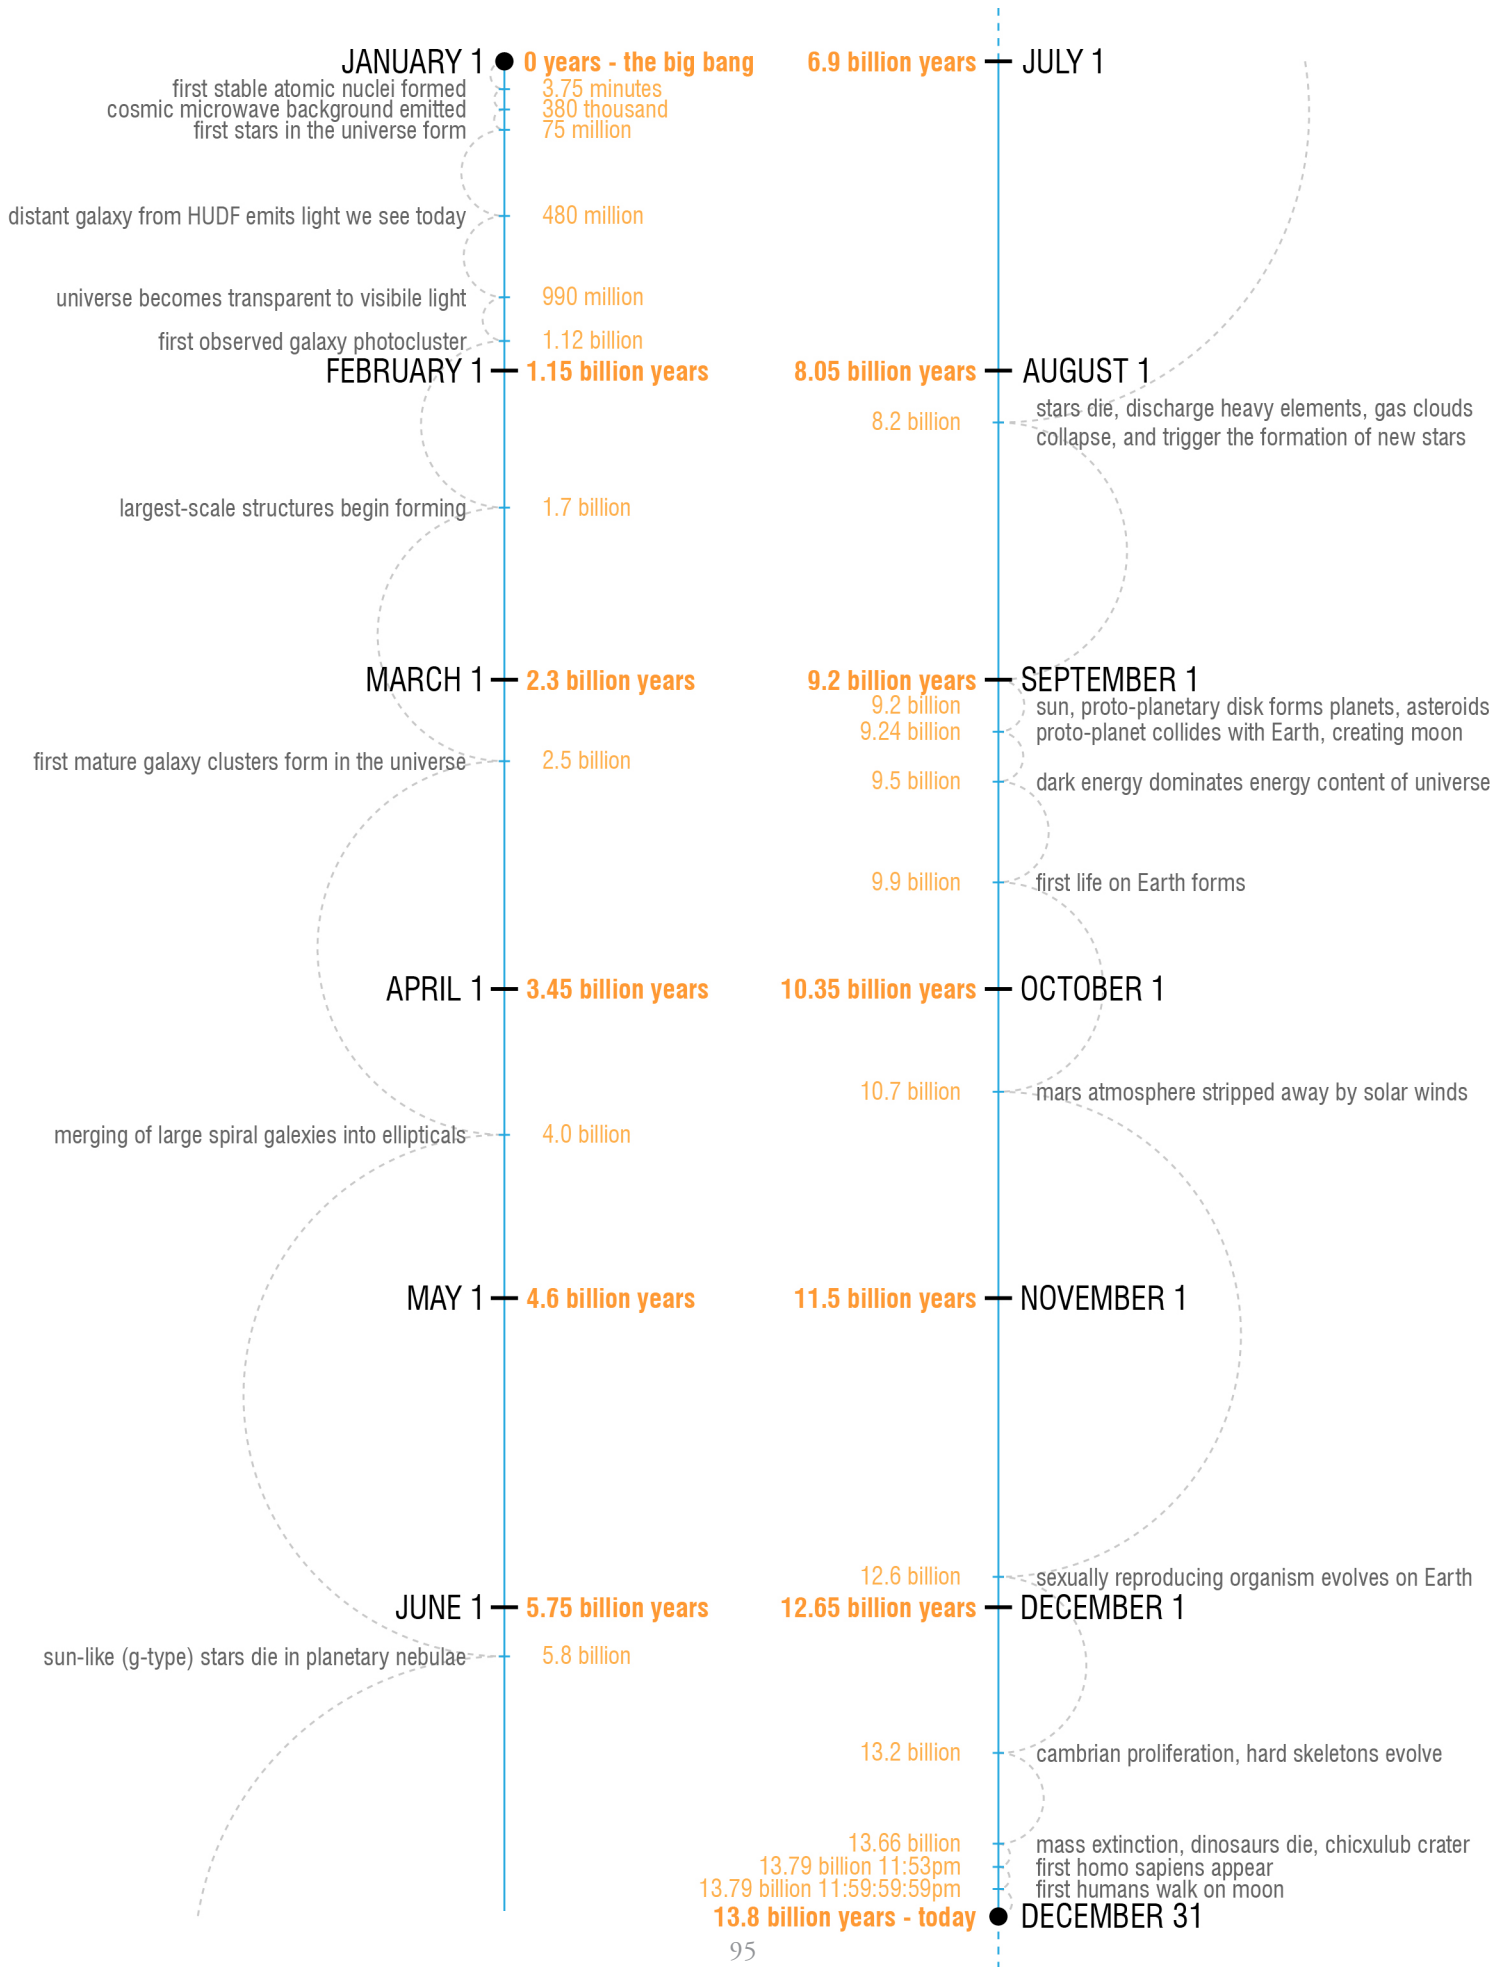 JANUARY 1 0 years - the big bang
first stable atomic nuclei formed 3.75 minutes
cosmic microwave background emitted 380 thousand
first stars in the universe form 75 million
distant galaxy from HUDF emits light we see today 480 million
universe becomes transparent to visibile light 990 million
first observed galaxy photocluster 1.12 billion
FEBRUARY 1 1.15 billion years
largest-scale structures begin forming 1.7 billion
MARCH 1 2.3 billion years
first mature galaxy clusters form in the universe 2.5 billion
APRIL 1 3.45 billion years
merging of large spiral galexies into ellipticals 4.0 billion
MAY 1 4.6 billion years
JUNE 1 5.75 billion years
sun-like (g-type) stars die in planetary nebulae 5.8 billion
6.9 billion years JULY 1
8.05 billion years AUGUST 1
8.2 billion stars die, discharge heavy elements, gas clouds
collapse, and trigger the formation of new stars
9.2 billion years SEPTEMBER 1
9.2 billion sun, proto-planetary disk forms planets, asteroids
9.24 billion proto-planet collides with Earth, creating moon
9.5 billion dark energy dominates energy content of universe
9.9 billion first life on Earth forms
10.35 billion years OCTOBER 1
10.7 billion mars atmosphere stripped away by solar winds
11.5 billion years NOVEMBER 1
12.6 billion sexually reproducing organism evolves on Earth
12.65 billion years DECEMBER 1
13.2 billion cambrian proliferation, hard skeletons evolve
13.66 billion mass extinction, dinosaurs die, chicxulub crater
13.79 billion 11:53pm first homo sapiens appear
13.79 billion 11:59:59:59pm first humans walk on moon
13.8 billion years - today DECEMBER 31
95